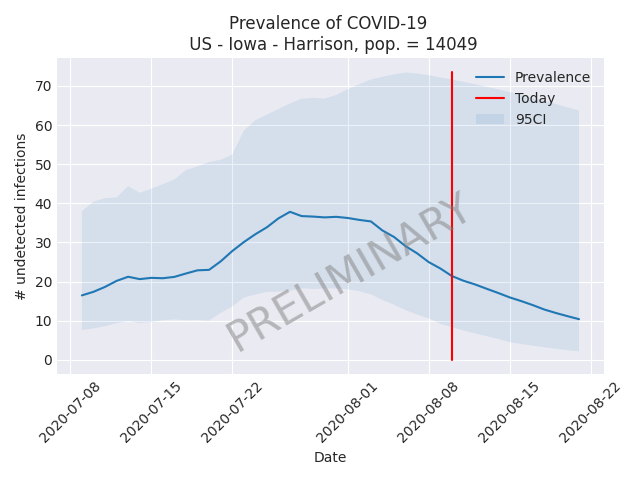 Prevalence of COVID-19
US - Iowa - Harrison, pop. = 14049
Prevalence
Today
95CI
PRELIMINARY
# undetected infections
70
60
50
40
30
20
10
0
2020-07-08
2020-07-15
2020-07-22
2020-08-01
2020-08-08
2020-08-15
2020-08-22
Date